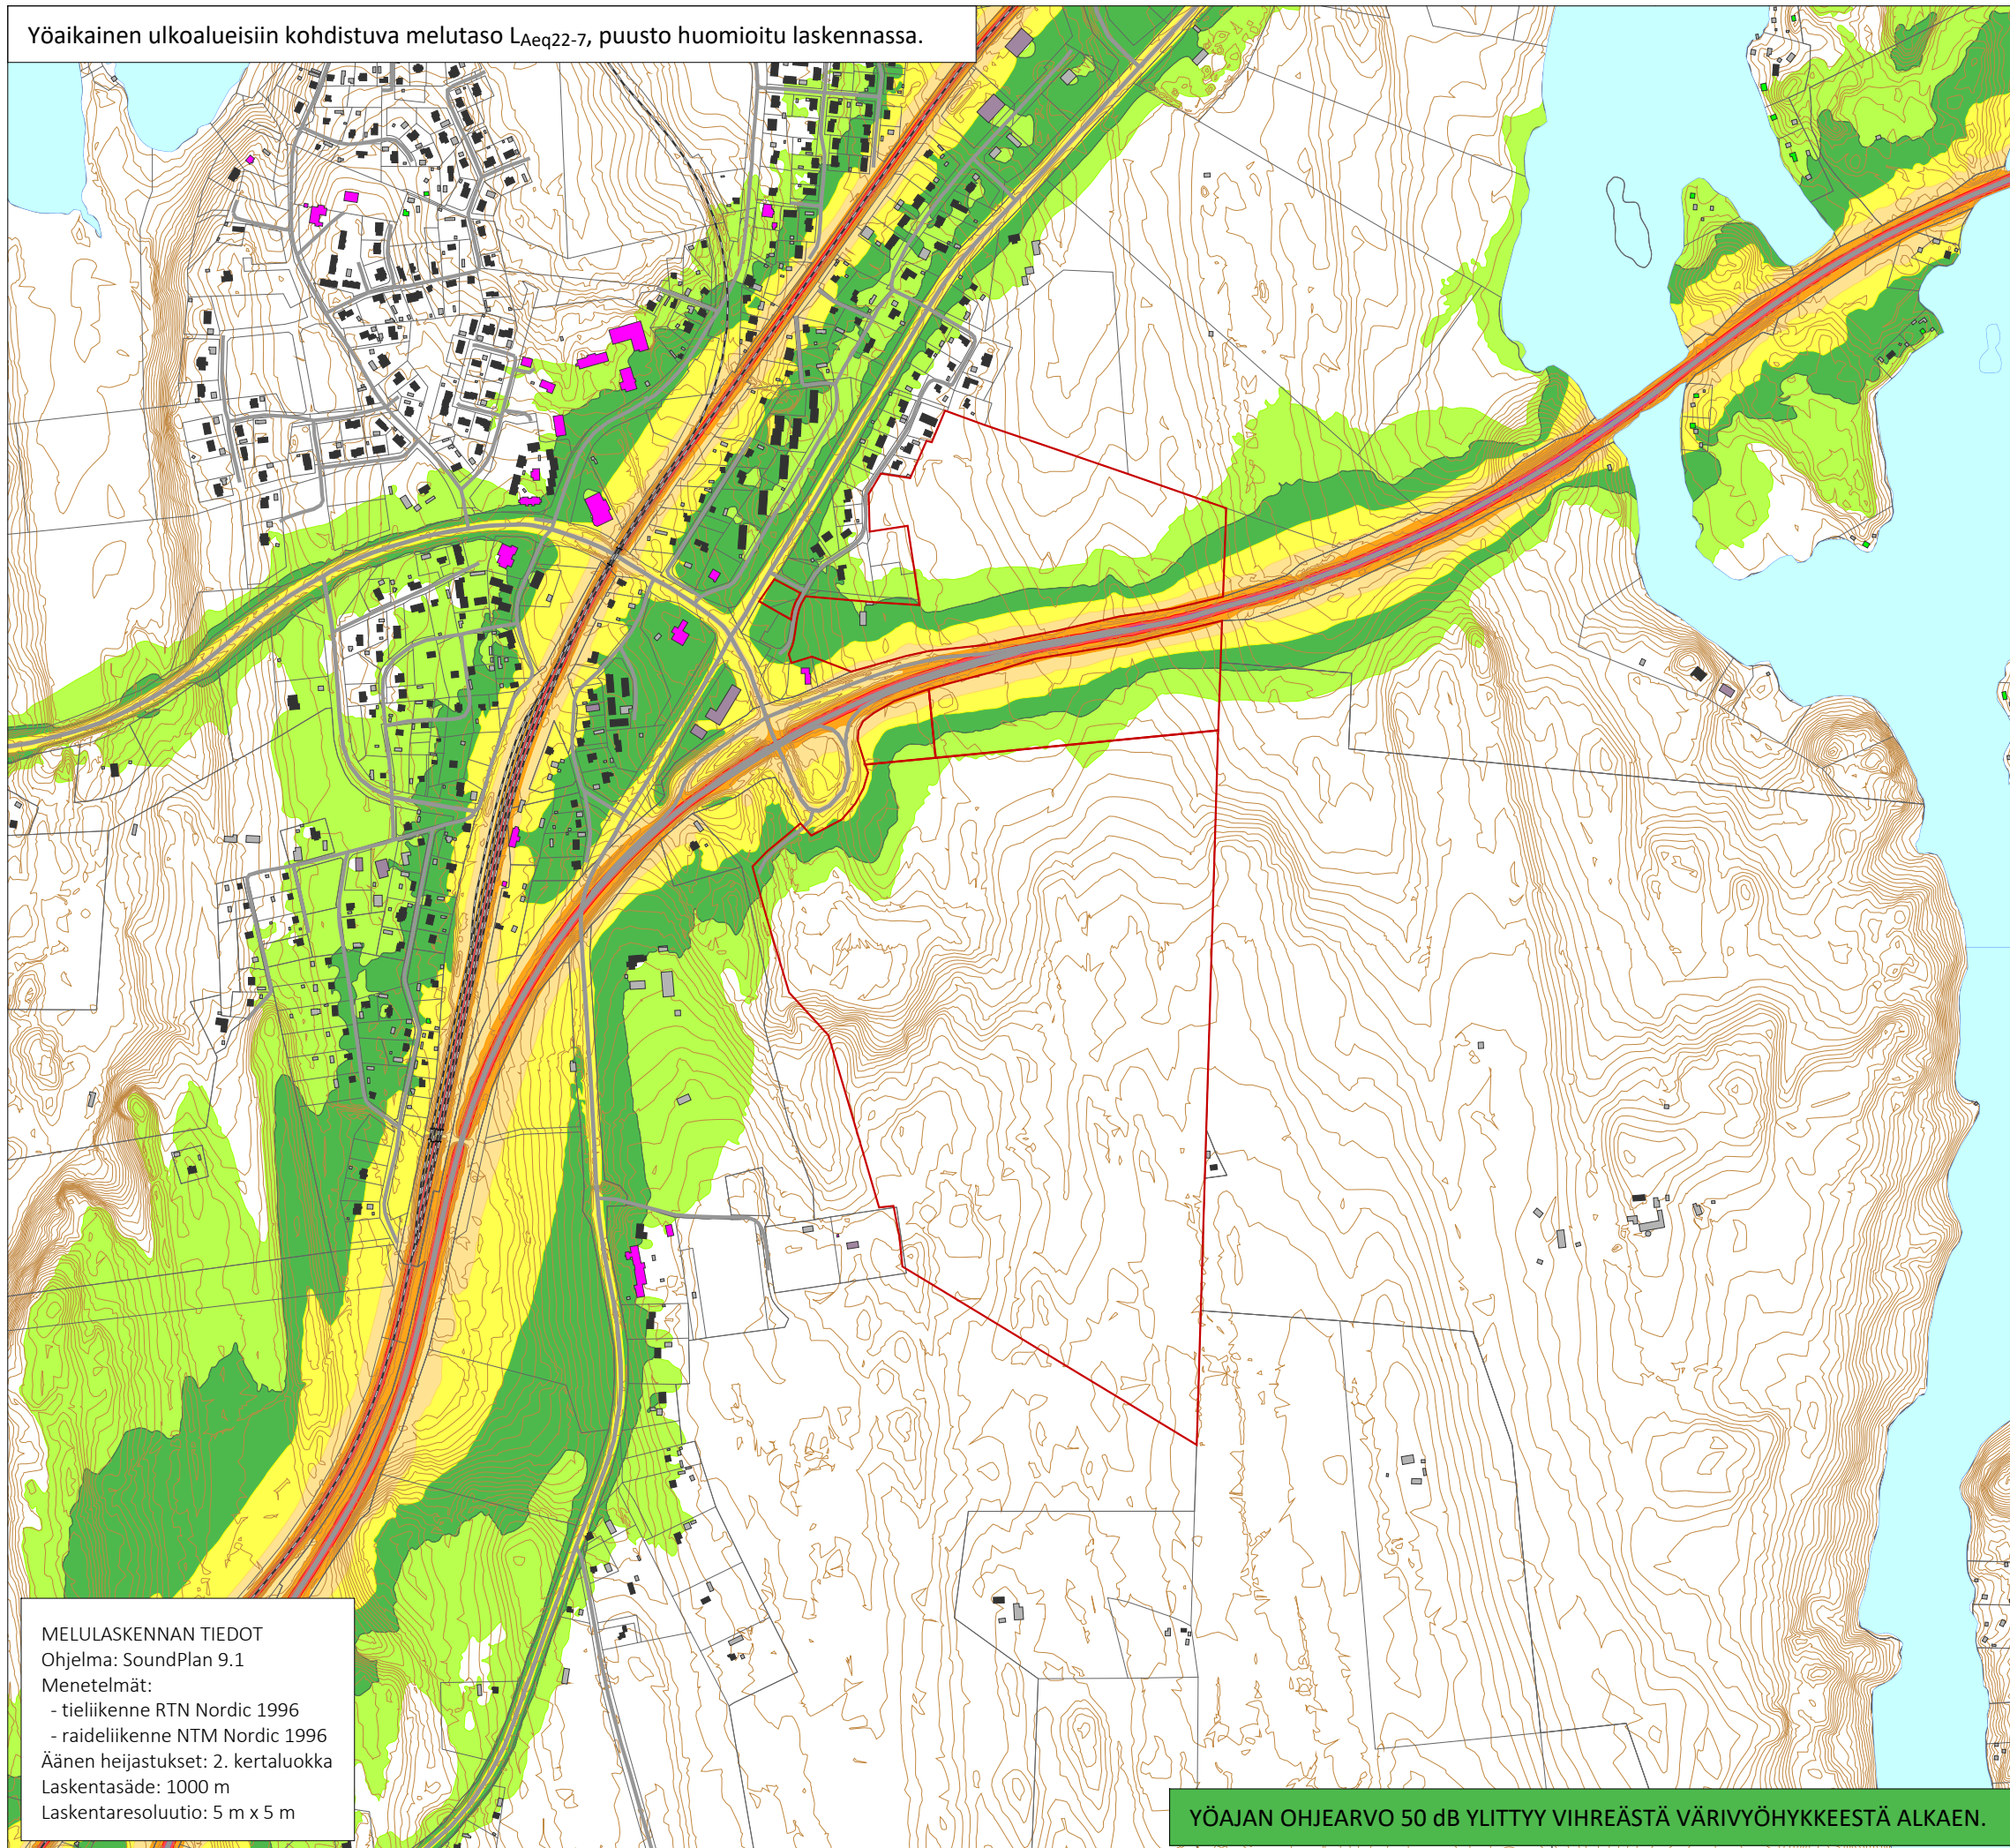 Yöaikainen ulkoalueisiin kohdistuva melutaso LAeq22-7, puusto huomioitu laskennassa.
MELULASKENNAN TIEDOT
Ohjelma: SoundPlan 9.1
Menetelmät:
- tieliikenne RTN Nordic 1996
- raideliikenne NTM Nordic 1996
Äänen heijastukset: 2. kertaluokka
Laskentasäde: 1000 m
Laskentaresoluutio: 5 m x 5 m
YÖAJAN OHJEARVO 50 dB YLITTYY VIHREÄSTÄ VÄRIVYÖHYKKEESTÄ ALKAEN.